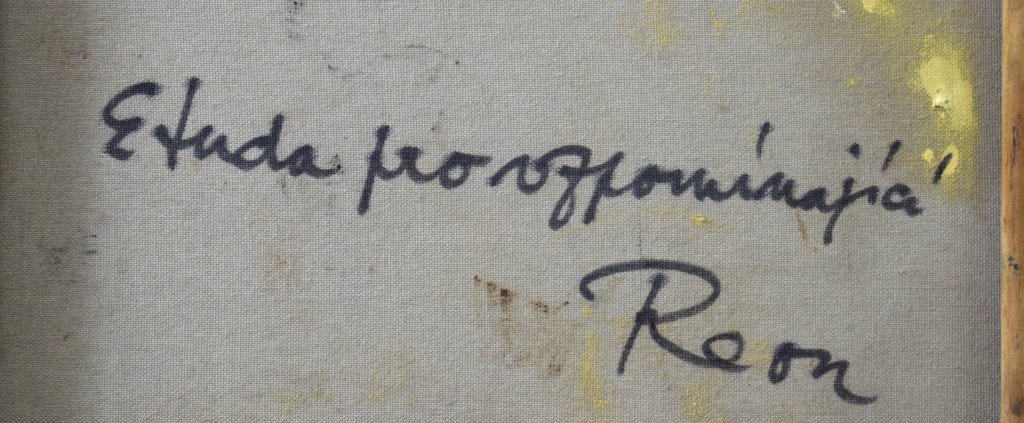 Etuda pro vzpomínající
Reon